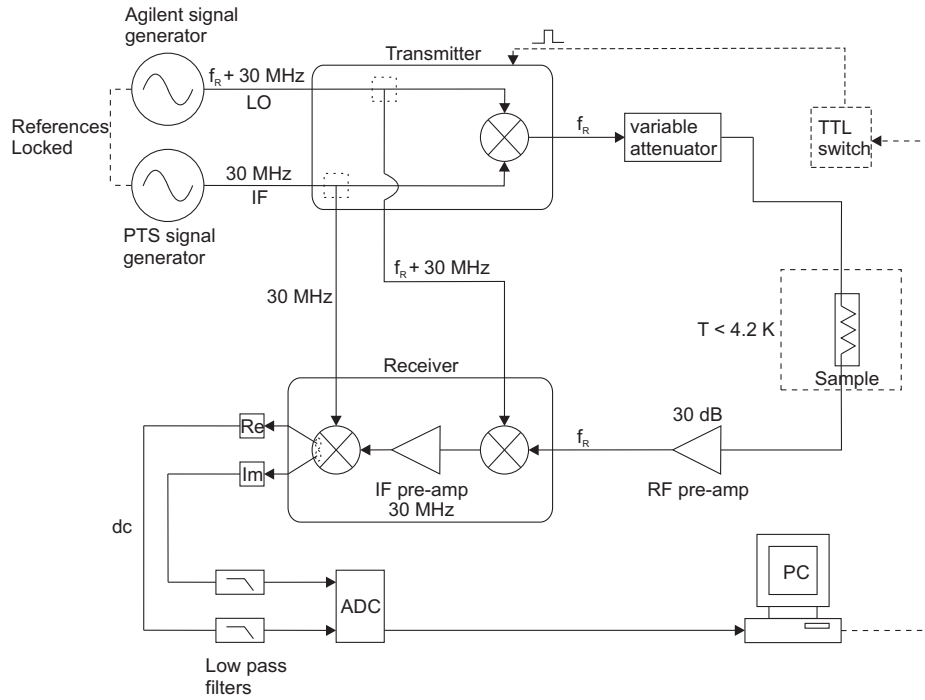 Agilent signal
generator
f_R + 30 MHz
LO
References
Locked
30 MHz
IF
PTS signal
generator
Transmitter
f_R
variable
attenuator
TTL
switch
f_R + 30 MHz
30 MHz
T < 4.2 K
Sample
Receiver
Re
Im
IF pre-amp
30 MHz
f_R
30 dB
RF pre-amp
dc
ADC
PC
Low pass
filters